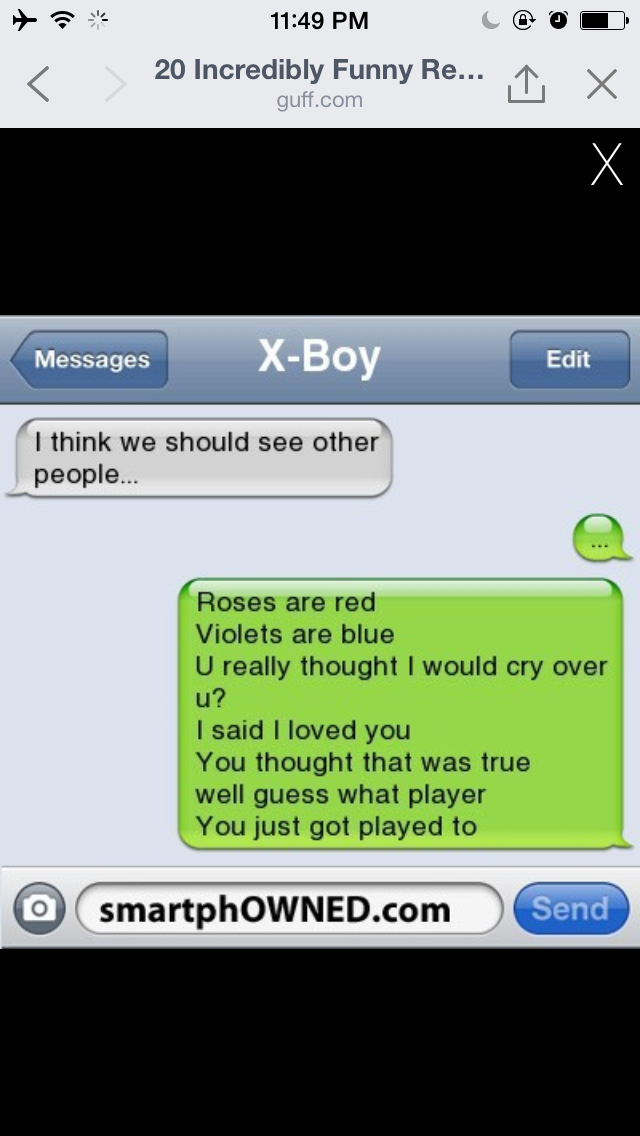 11:49 PM
20 Incredibly Funny Re...
guff.com
X
Messages
X-Boy
Edit
I think we should see other
people...
...
Roses are red
Violets are blue
U really thought I would cry over
u?
I said I loved you
You thought that was true
well guess what player
You just got played to
smartphOWNED.com
Send